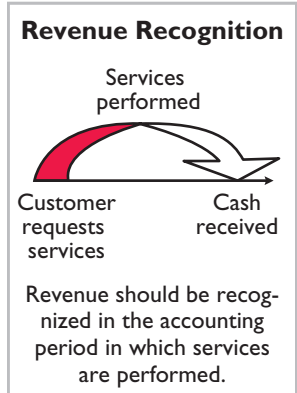 Revenue Recognition
Services
performed
Customer
requests
services
Cash
received
Revenue should be recog-
nized in the accounting
period in which services
are performed.